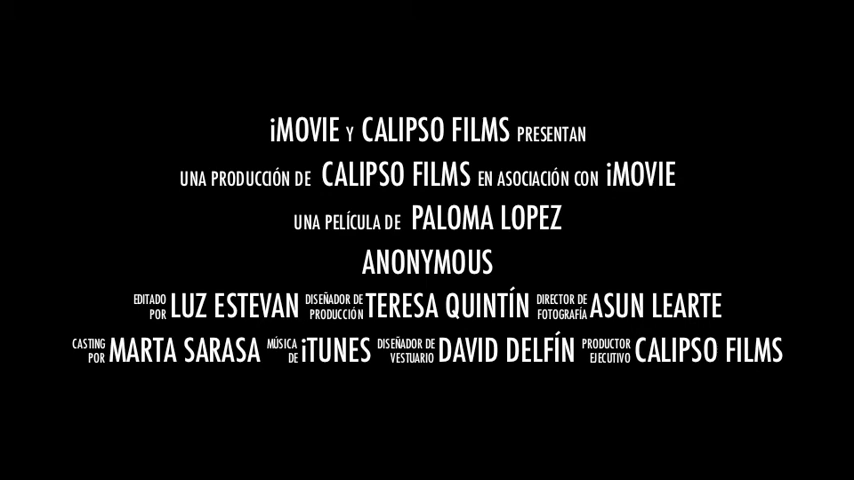 iMOVIE Y CALIPSO FILMS PRESENTAN
UNA PRODUCCIÓN DE CALIPSO FILMS EN ASOCIACIÓN CON iMOVIE
UNA PELÍCULA DE PALOMA LOPEZ
ANONYMOUS
EDITADO POR LUZ ESTEVAN DISEÑADOR DE PRODUCCIÓN TERESA QUINTÍN DIRECTOR DE FOTOGRAFÍA ASUN LEARTE
CASTING POR MARTA SARASA MÚSICA DE iTUNES DISEÑADOR DE VESTUARIO DAVID DELFÍN PRODUCTOR EJECUTIVO CALIPSO FILMS